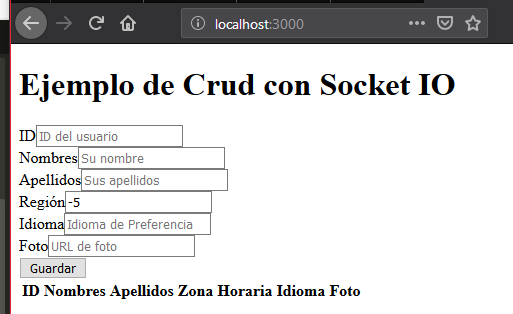 localhost:3000
Ejemplo de Crud con Socket IO
ID ID del usuario
Nombres Su nombre
Apellidos Sus apellidos
Región -5
Idioma Idioma de Preferencia
Foto URL de foto
Guardar
ID Nombres Apellidos Zona Horaria Idioma Foto